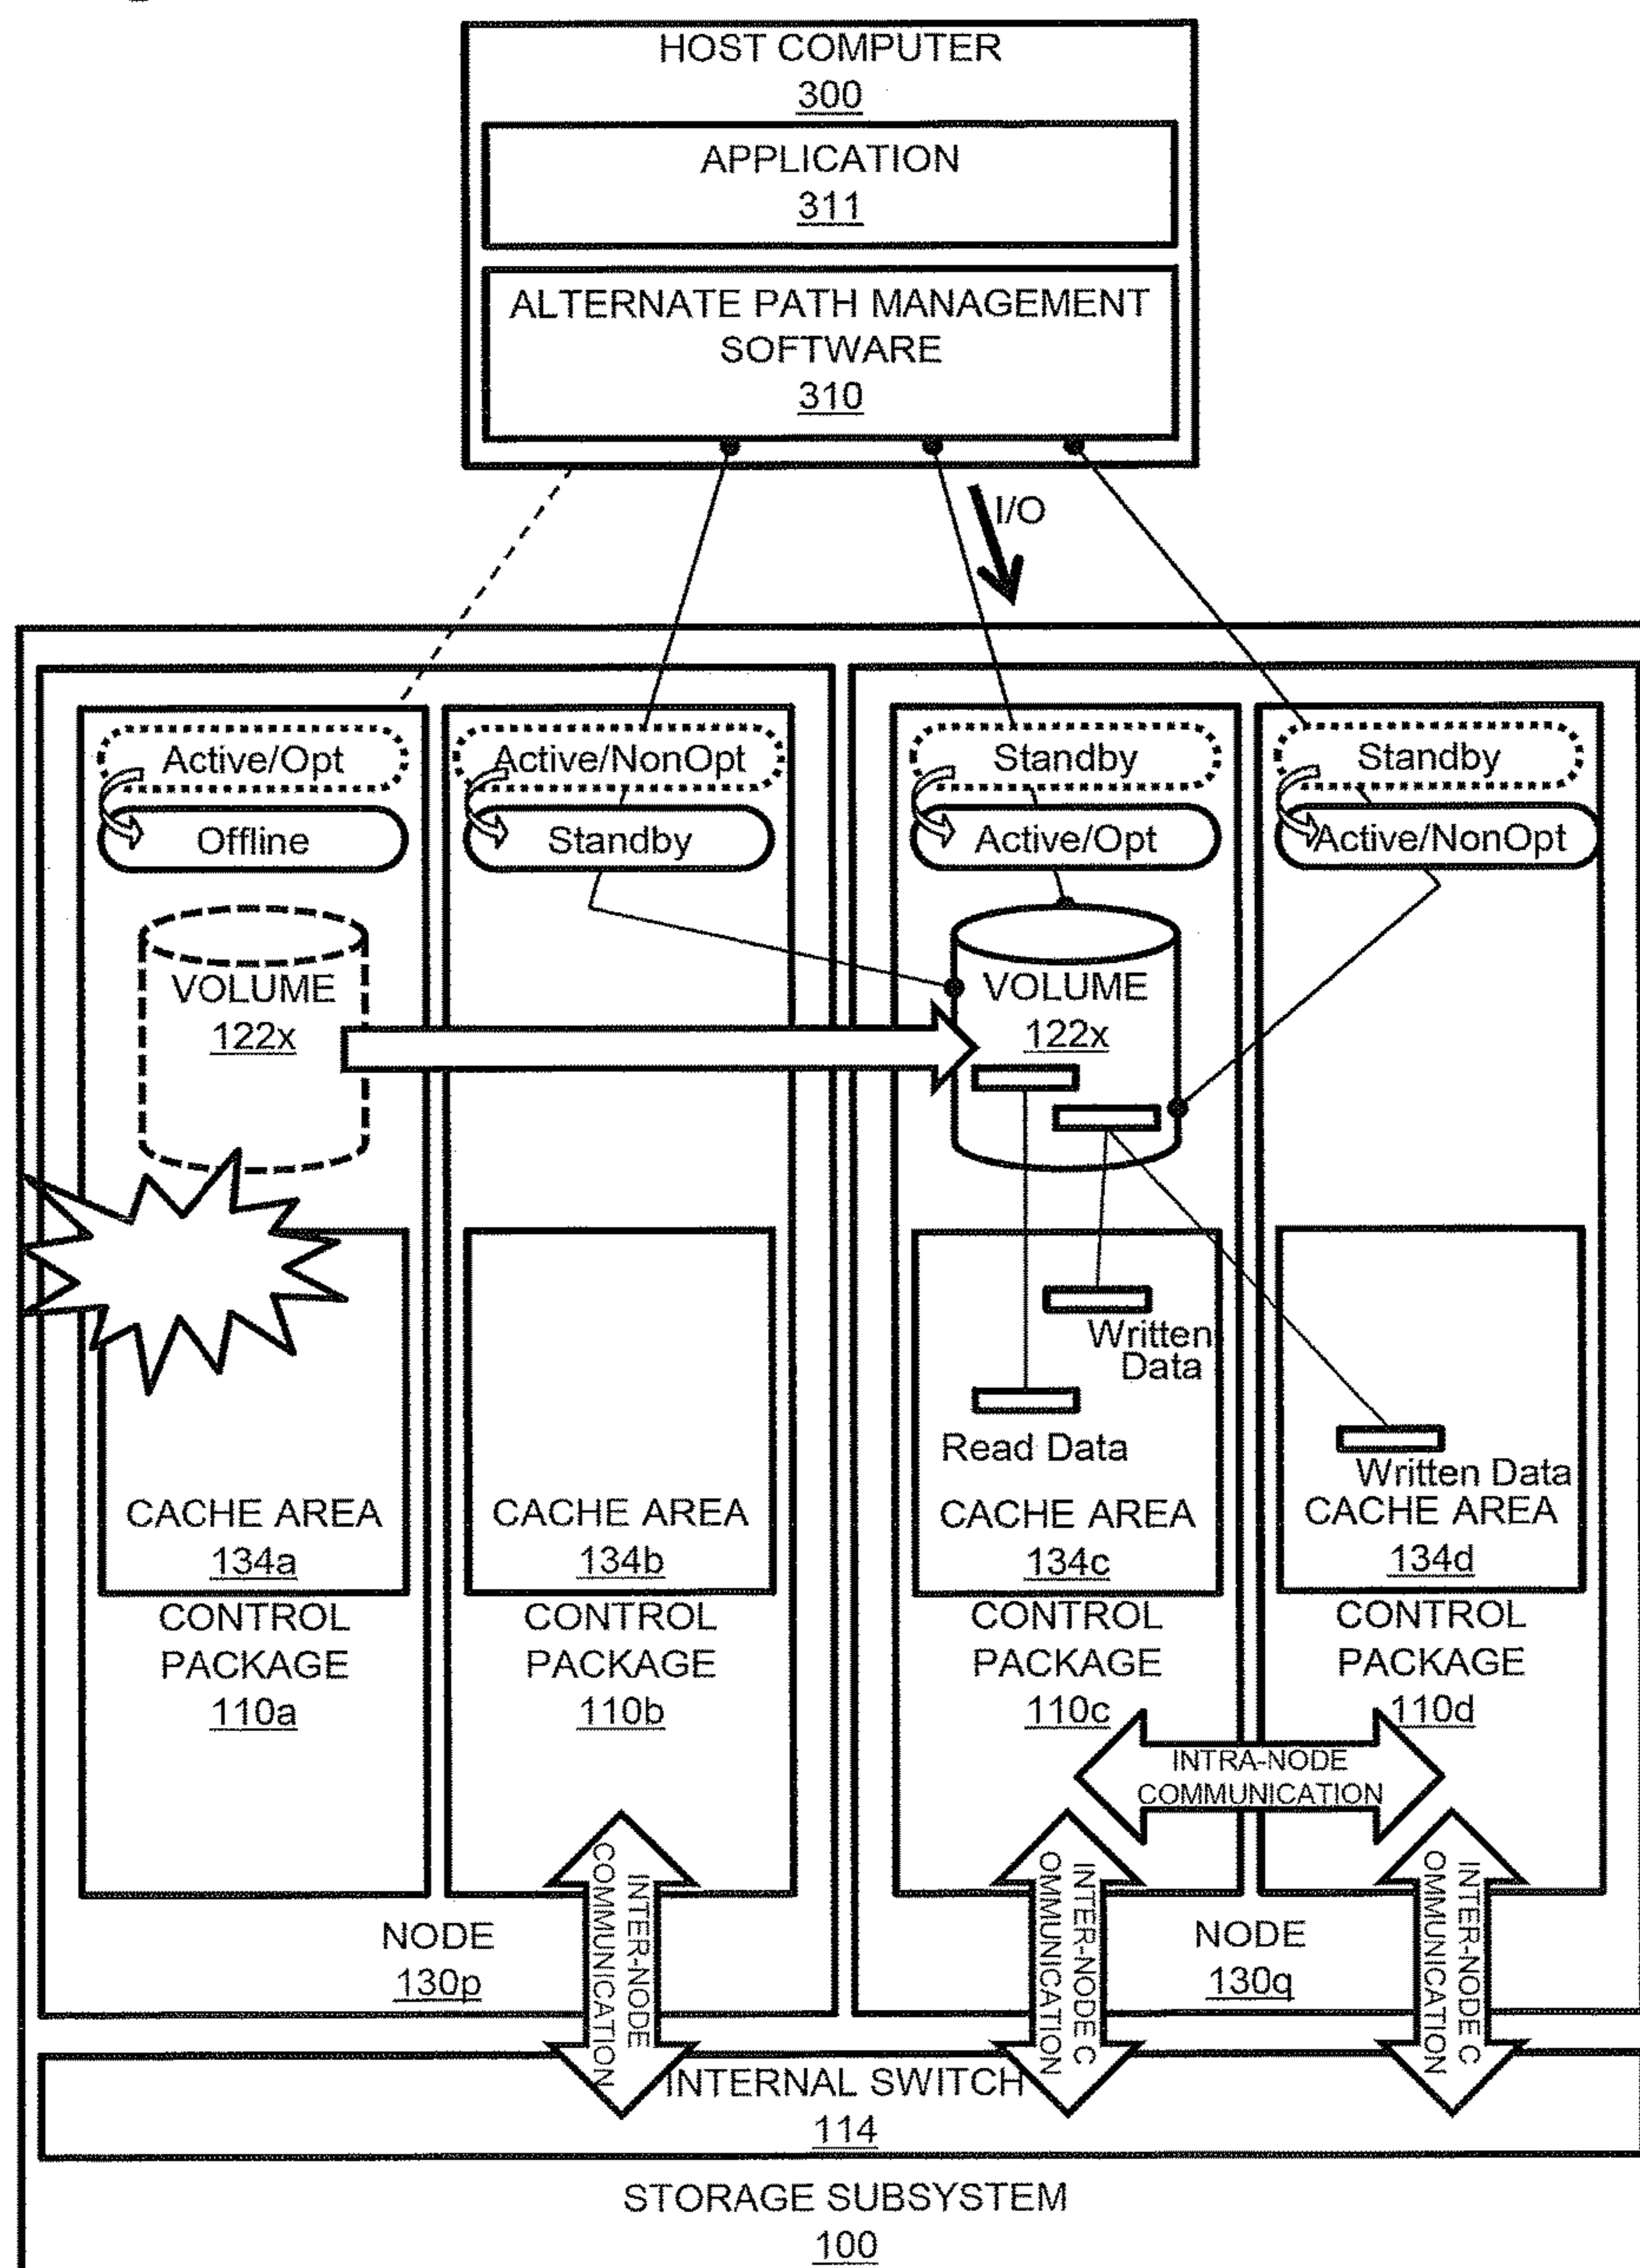 HOST COMPUTER
300
APPLICATION
311
ALTERNATE PATH MANAGEMENT
SOFTWARE
310
I/O
Active/Opt
Offline
Active/NonOpt
Standby
Standby
Active/Opt
Standby
Active/NonOpt
VOLUME
122x
VOLUME
122x
Written
Data
Read Data
Written Data
CACHE AREA
134a
CACHE AREA
134b
CACHE AREA
134c
CACHE AREA
134d
CONTROL
PACKAGE
110a
CONTROL
PACKAGE
110b
CONTROL
PACKAGE
110c
CONTROL
PACKAGE
110d
INTRA-NODE
COMMUNICATION
INTER-NODE
COMMUNICATION
INTER-NODE C
OMMUNICATION
INTER-NODE C
OMMUNICATION
NODE
130p
NODE
130q
INTERNAL SWITCH
114
STORAGE SUBSYSTEM
100